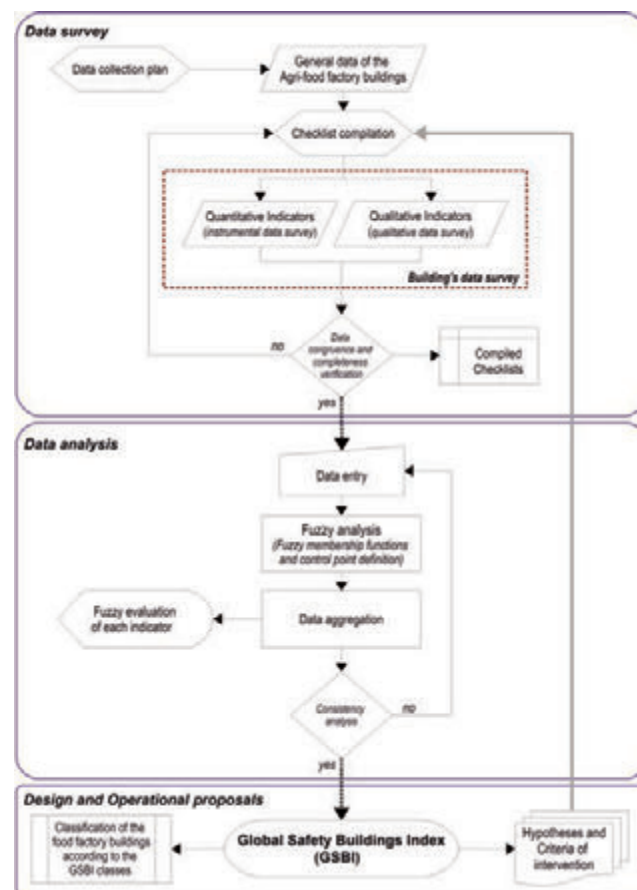 Data survey
Data collection plan
General data of the
Agri-food factory buildings
Checklist compilation
Quantitative Indicators
(instrumental data survey)
Qualitative Indicators
(qualitative data survey)
Building's data survey
no
Data
congruence and
completeness
verification
Compiled
Checklists
yes
Data analysis
Data entry
Fuzzy analysis
(Fuzzy membership functions
and control point definition)
Fuzzy evaluation
of each indicator
Data aggregation
Consistency
analysis
no
yes
Design and Operational proposals
Classification of the
food factory buildings
according to the
GSBI classes
Global Safety Buildings Index
(GSBI)
Hypotheses and
Criteria of
intervention